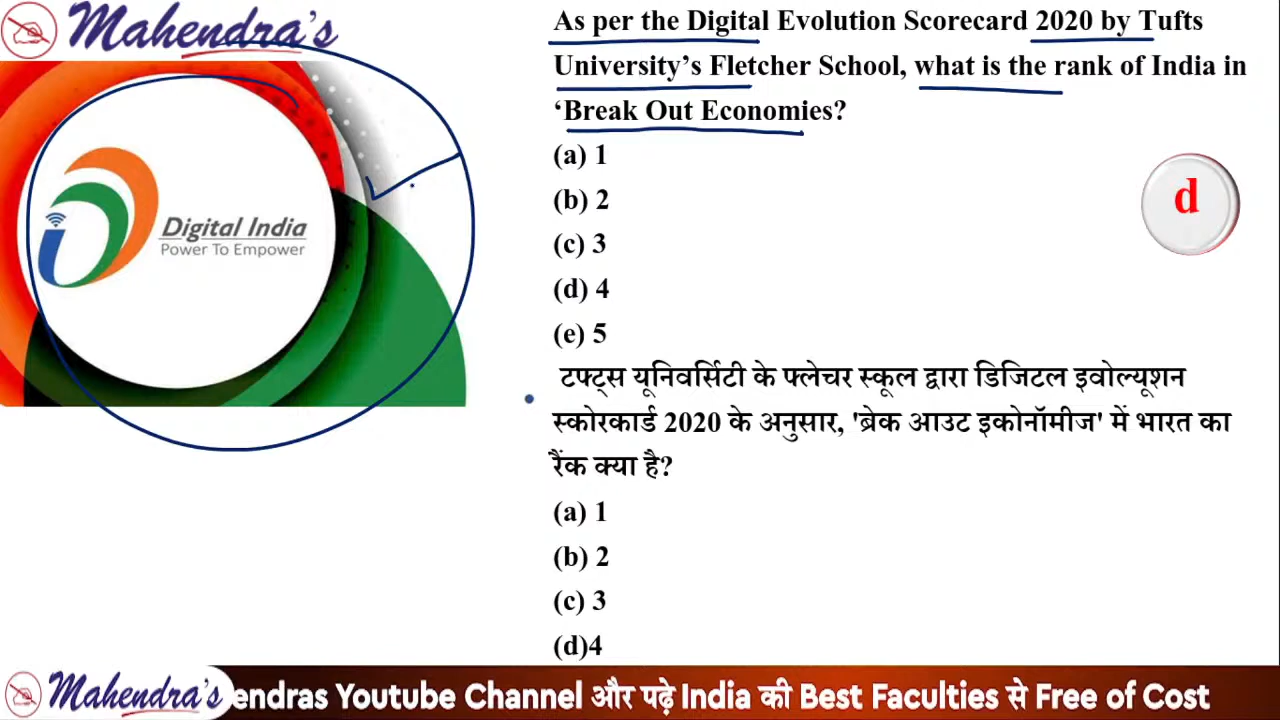 Mahendra's
As per the Digital Evolution Scorecard 2020 by Tufts
University's Fletcher School, what is the rank of India in
'Break Out Economies?
(a) 1
(b) 2
(c) 3
(d) 4
(e) 5
d
Digital India
Power To Empower
टफ्ट्स यूनिवर्सिटी के फ्लेचर स्कूल द्वारा डिजिटल इवोल्यूशन
स्कोरकार्ड 2020 के अनुसार, 'ब्रेक आउट इकोनॉमीज' में भारत का
रैंक क्या है?
(a) 1
(b) 2
(c) 3
(d)4
Mahendra's
endras Youtube Channel और पढ़े India की Best Faculties से Free of Cost